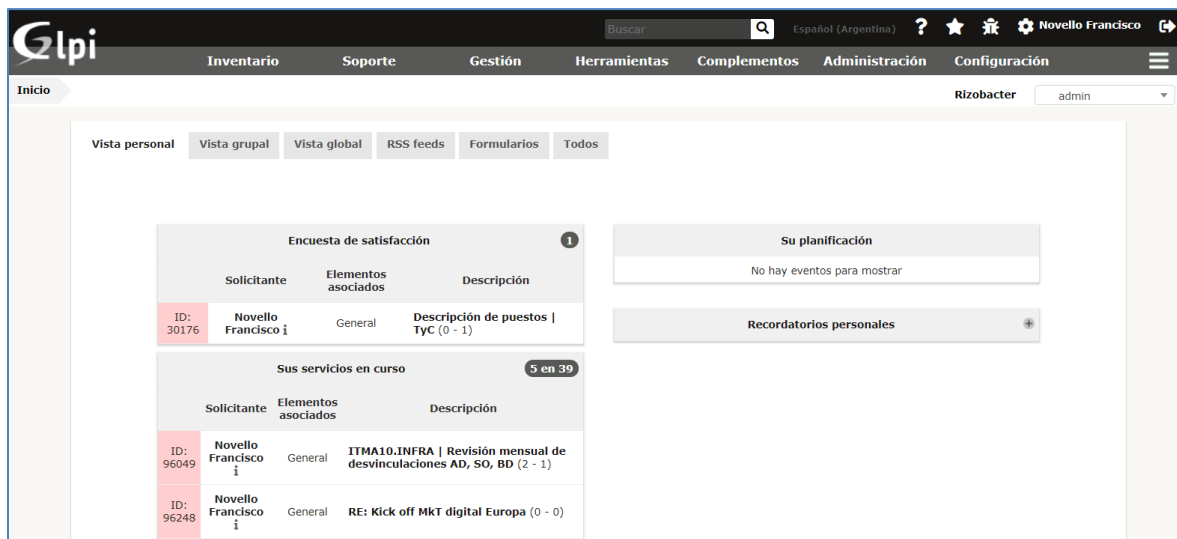 Glpi
Buscar
Español (Argentina)
?
Novello Francisco
Inventario Soporte Gestión Herramientas Complementos Administración Configuración
Inicio
Rizobacter
admin
Vista personal Vista grupal Vista global RSS feeds Formularios Todos
Encuesta de satisfacción 1
Solicitante Elementos asociados Descripción
ID: 30176 Novello Francisco i General Descripción de puestos | TyC (0 - 1)
Sus servicios en curso 5 en 39
Solicitante Elementos asociados Descripción
ID: 96049 Novello Francisco i General ITMA10.INFRA | Revisión mensual de desvinculaciones AD, SO, BD (2 - 1)
ID: 96248 Novello Francisco i General RE: Kick off MkT digital Europa (0 - 0)
Su planificación
No hay eventos para mostrar
Recordatorios personales